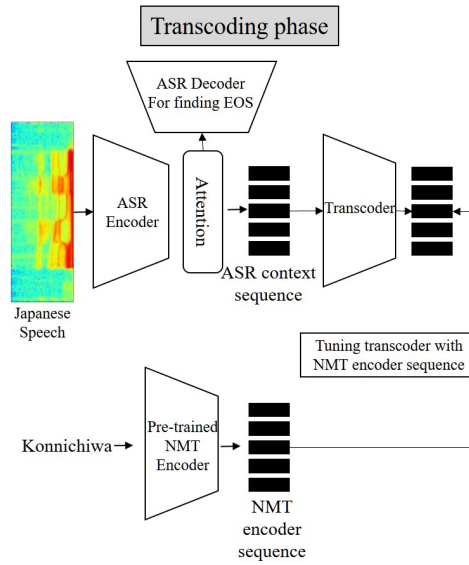 Transcoding phase
ASR Decoder
For finding EOS
ASR
Encoder
Attention
Transcoder
ASR context
sequence
Japanese
Speech
Tuning transcoder with
NMT encoder sequence
Konnichiwa
Pre-trained
NMT
Encoder
NMT
encoder
sequence